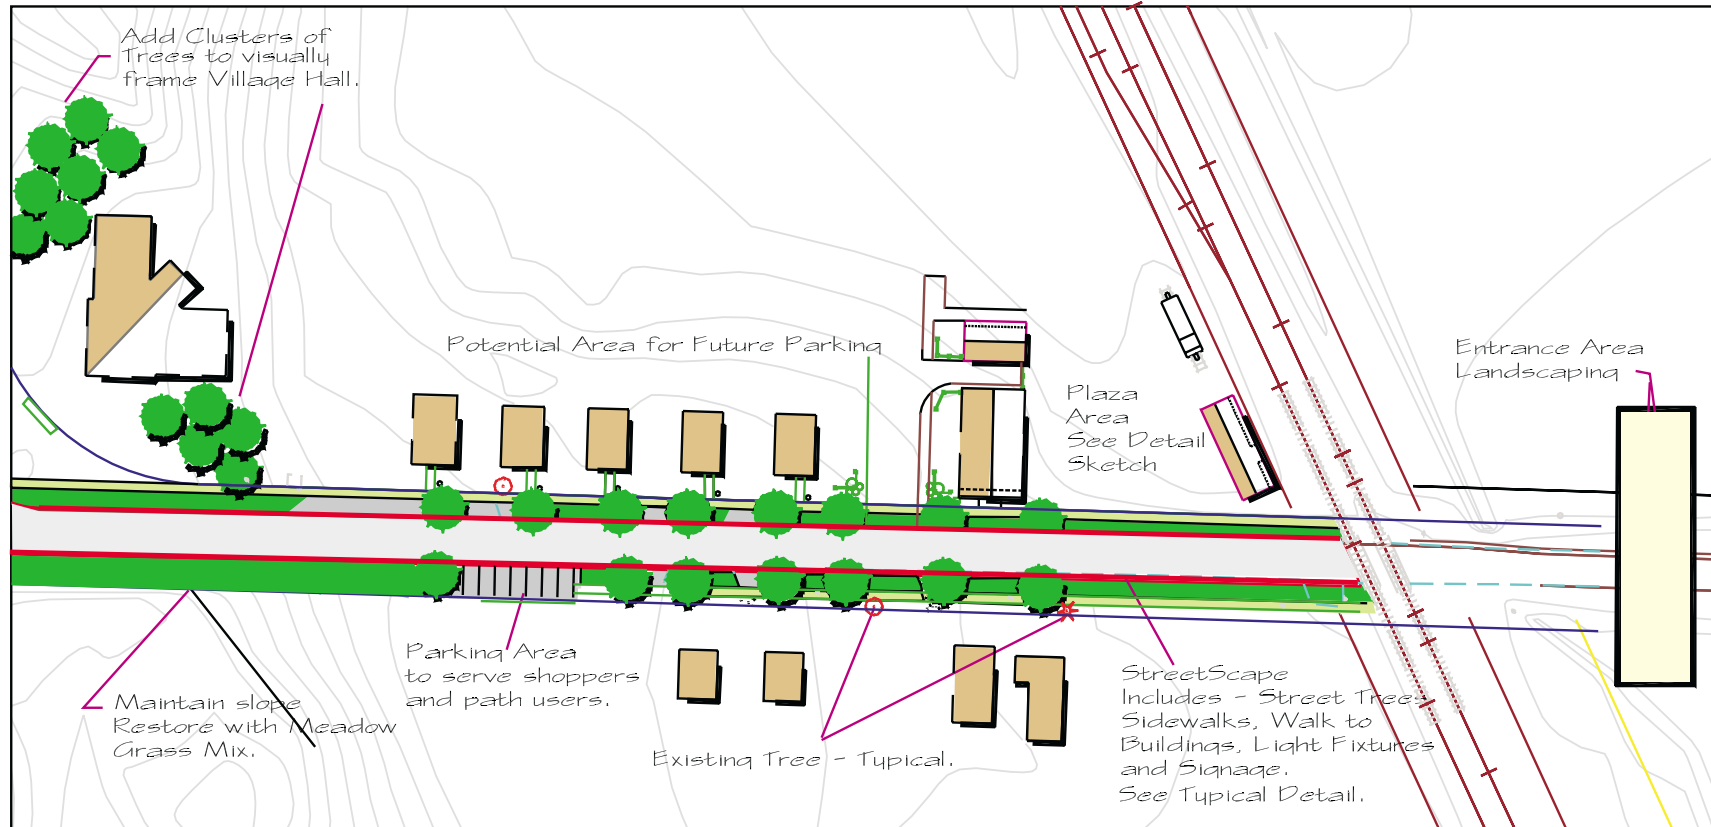 Add Clusters of
Trees to visually
frame Village Hall.
Potential Area for Future Parking
Plaza
Area
See Detail
Sketch
Entrance Area
Landscaping
Parking Area
to serve shoppers
and path users.
Maintain slope
Restore with Meadow
Grass Mix.
Existing Tree - Typical.
StreetScape
Includes - Street Trees
Sidewalks, Walk to
Buildings, Light Fixtures
and Signage.
See Typical Detail.